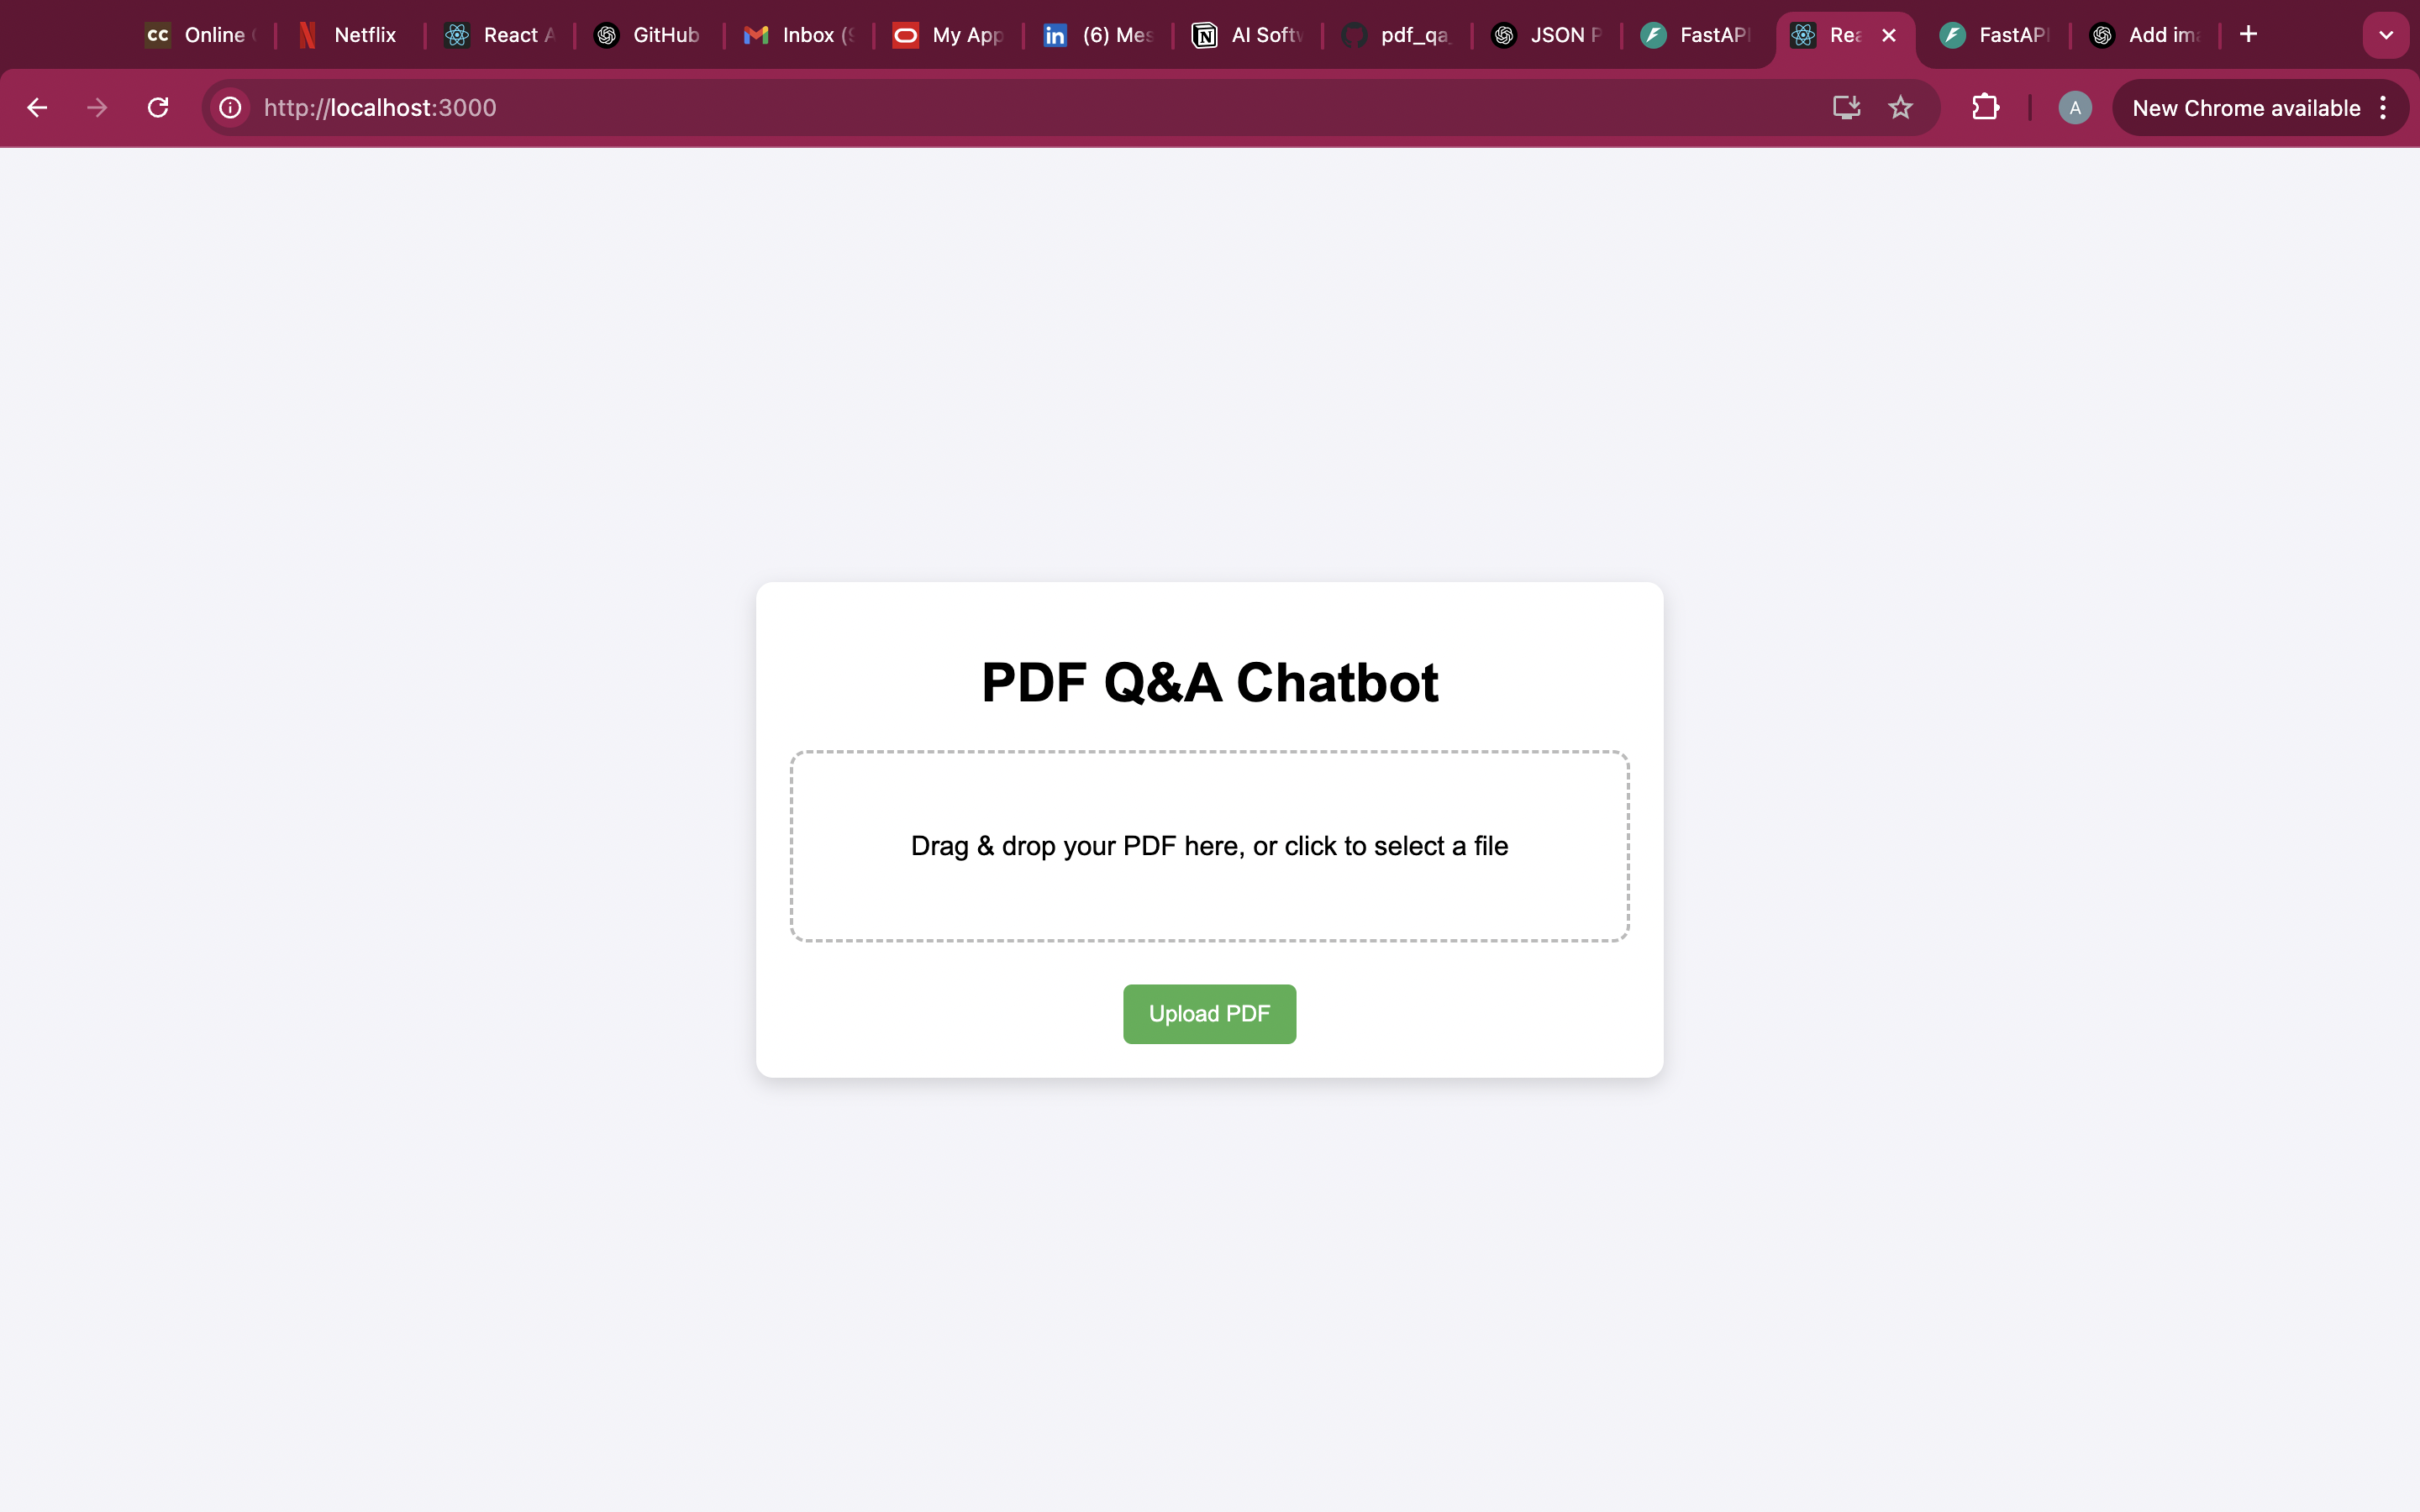 CC Online
Netflix
React A
GitHub
Inbox (
My App
in (6) Mes
AI Soft
pdf_qa_
JSON P
FastAPI
Rea
FastAPI
Add ima
http://localhost:3000
A
New Chrome available
PDF Q&A Chatbot
Drag & drop your PDF here, or click to select a file
Upload PDF